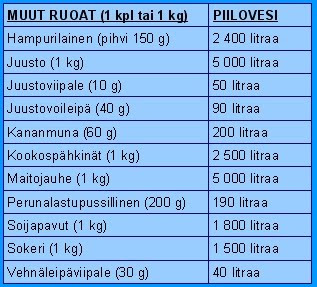 MUUT RUOAT (1 kpl tai 1 kg) PIILOVESI
Hampurilainen (pihvi 150 g) 2 400 litraa
Juusto (1 kg) 5 000 litraa
Juustoviipale (10 g) 50 litraa
Juustovoileipä (40 g) 90 litraa
Kananmuna (60 g) 200 litraa
Kookospähkinät (1 kg) 2 500 litraa
Maitojauhe (1 kg) 5 000 litraa
Perunalastupussillinen (200 g) 190 litraa
Soijapavut (1 kg) 1 800 litraa
Sokeri (1 kg) 1 500 litraa
Vehnäleipäviipale (30 g) 40 litraa